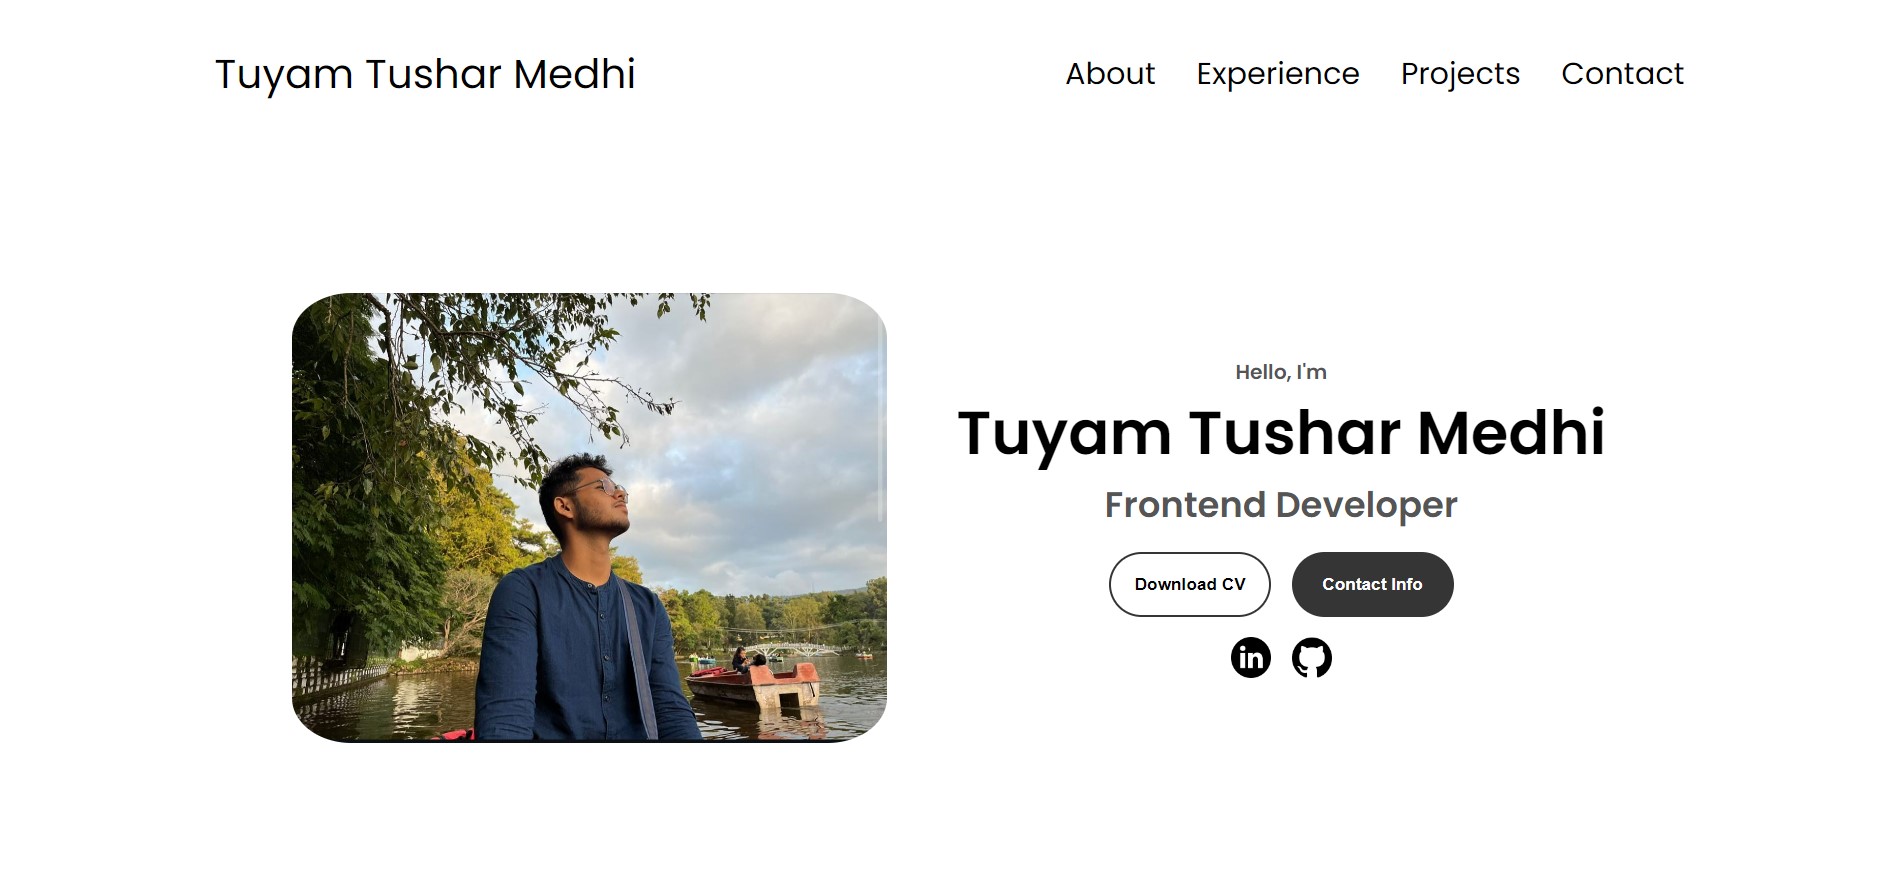 Tuyam Tushar Medhi
About Experience Projects Contact
Hello, I'm
Tuyam Tushar Medhi
Frontend Developer
Download CV
Contact Info
in